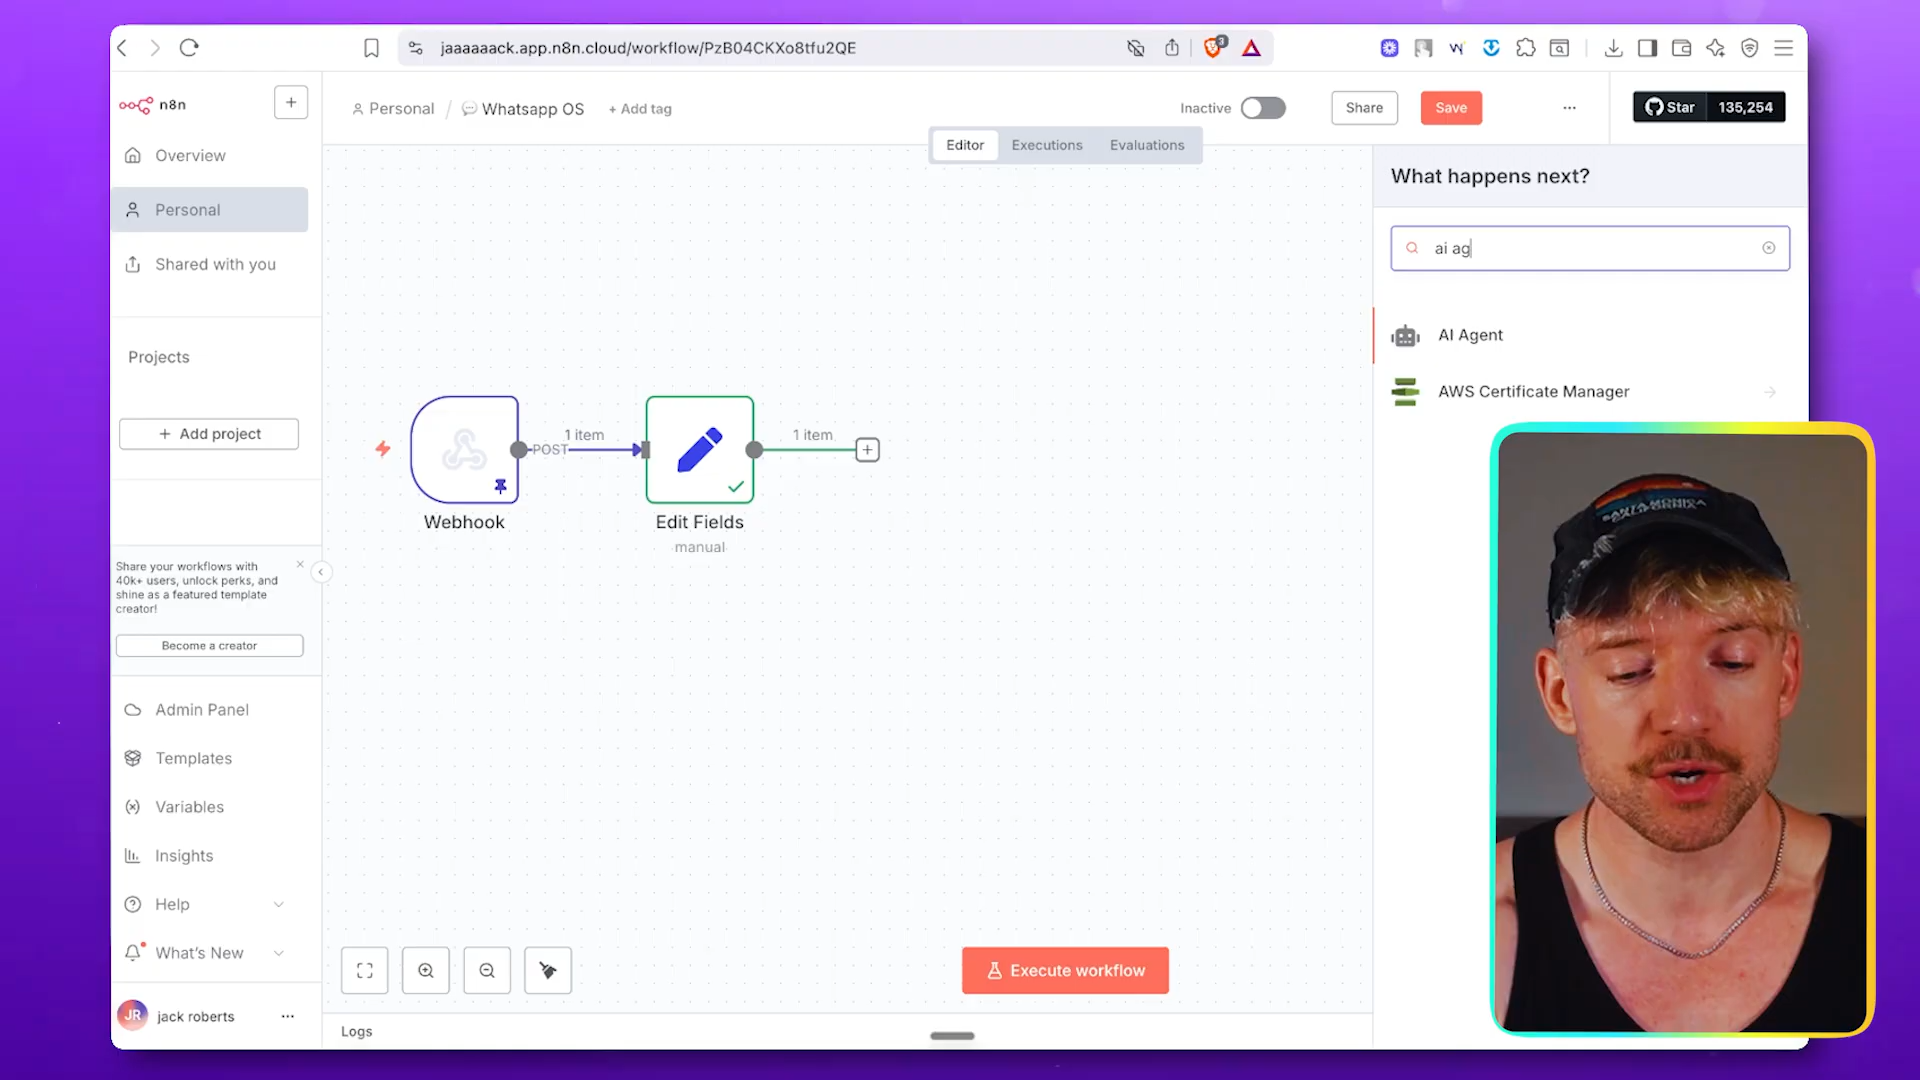 jaaaaaack.app.n8n.cloud/workflow/PzB04CKXo8tfu2QE
3
n8n
+
Personal / Whatsapp OS + Add tag
Inactive
Share
Save
...
Star 135,254
Overview
Personal
Shared with you
Projects
+ Add project
Share your workflows with
40k+ users, unlock perks, and
shine as a featured template
creator!
Become a creator
Admin Panel
Templates
Variables
Insights
Help
What's New
JR jack roberts ...
Editor Executions Evaluations
POST
1 item
1 item
+
Webhook
Edit Fields
manual
Execute workflow
Logs
What happens next?
ai ag
AI Agent
AWS Certificate Manager
SANTA MONICA
CALIFORNIA